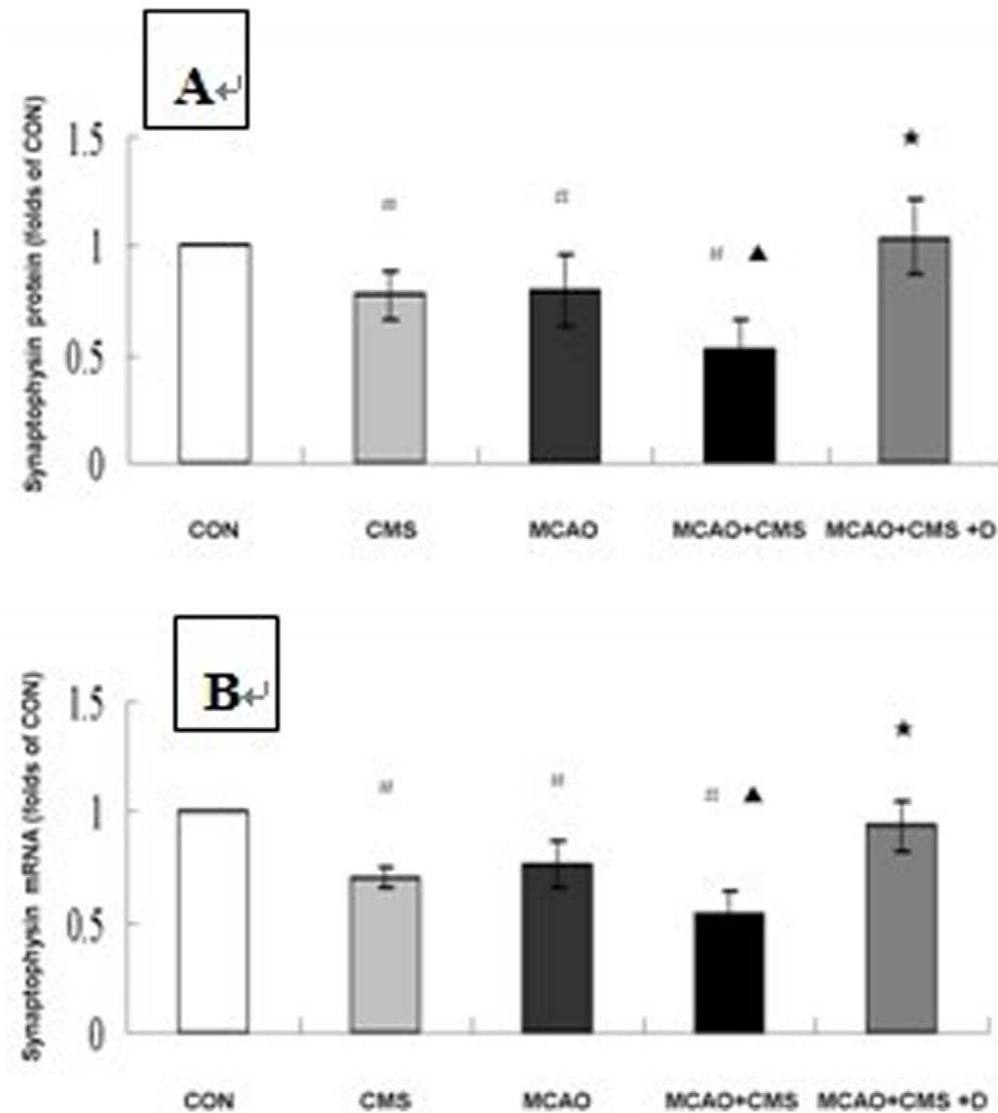 A↵
Synaptophysin protein (folds of CON)
1.5
1
0.5
0
#
#
# ▲
★
CON
CMS
MCAO
MCAO+CMS
MCAO+CMS +D
B↵
Synaptophysin mRNA (folds of CON)
1.5
1
0.5
0
#
#
# ▲
★
CON
CMS
MCAO
MCAO+CMS
MCAO+CMS +D